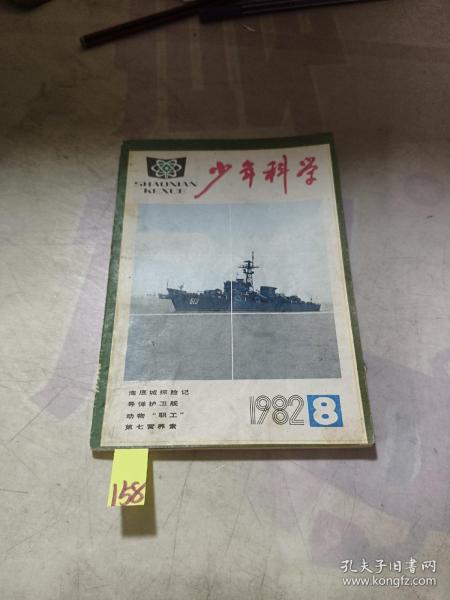 少年科学
SHAONIAN
KEXUE
510
海底城探险记
导弹护卫舰
动物“职工”
第七营养素
1982 8
158
孔夫子旧书网
www.kongfz.com